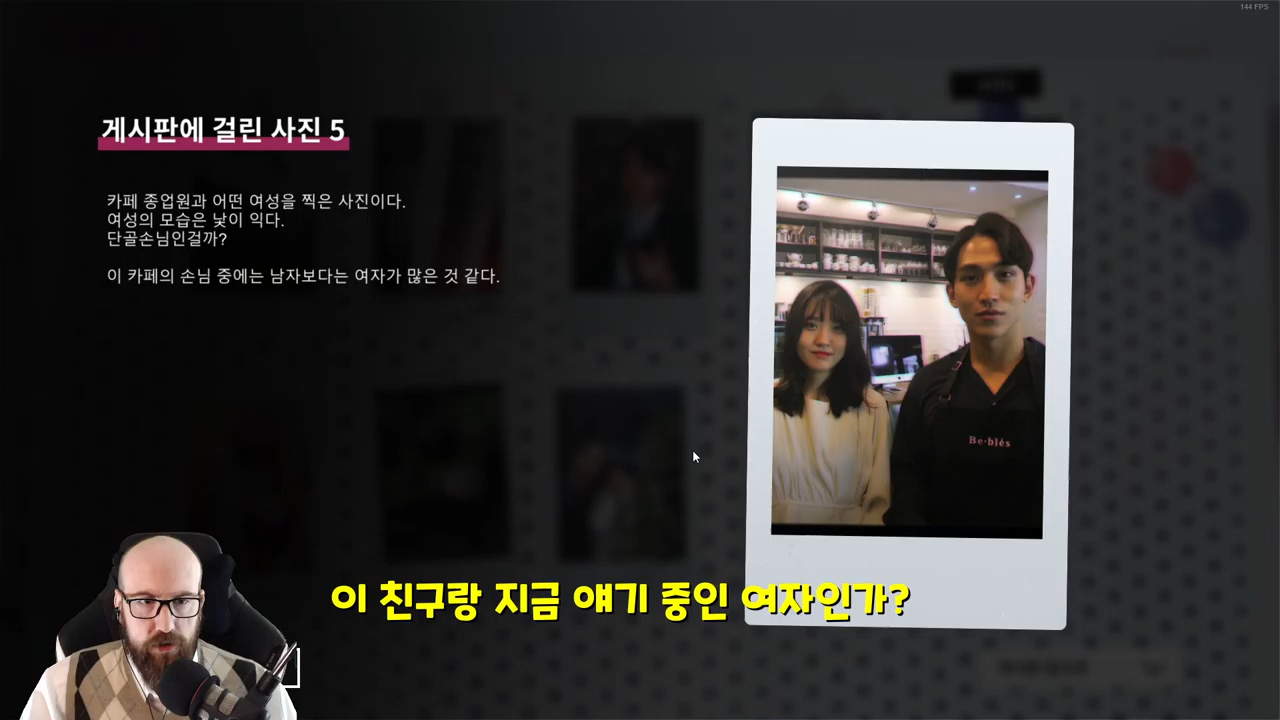 144 FPS
게시판에 걸린 사진 5
카페 종업원과 어떤 여성을 찍은 사진이다.
여성의 모습은 낯이 익다.
단골손님인걸까?
이 카페의 손님 중에는 남자보다는 여자가 많은 것 같다.
Be·blés
이 친구랑 지금 얘기 중인 여자인가?